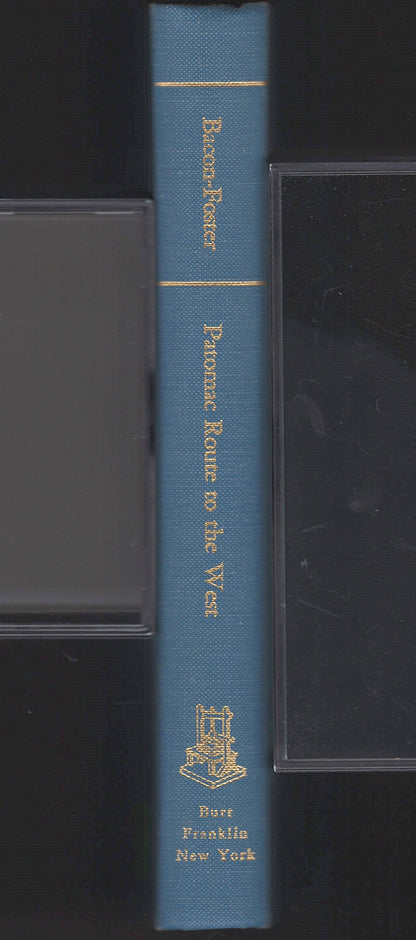 Bacon-Foster
Patomac Route to the West
Burt
Franklin
New York